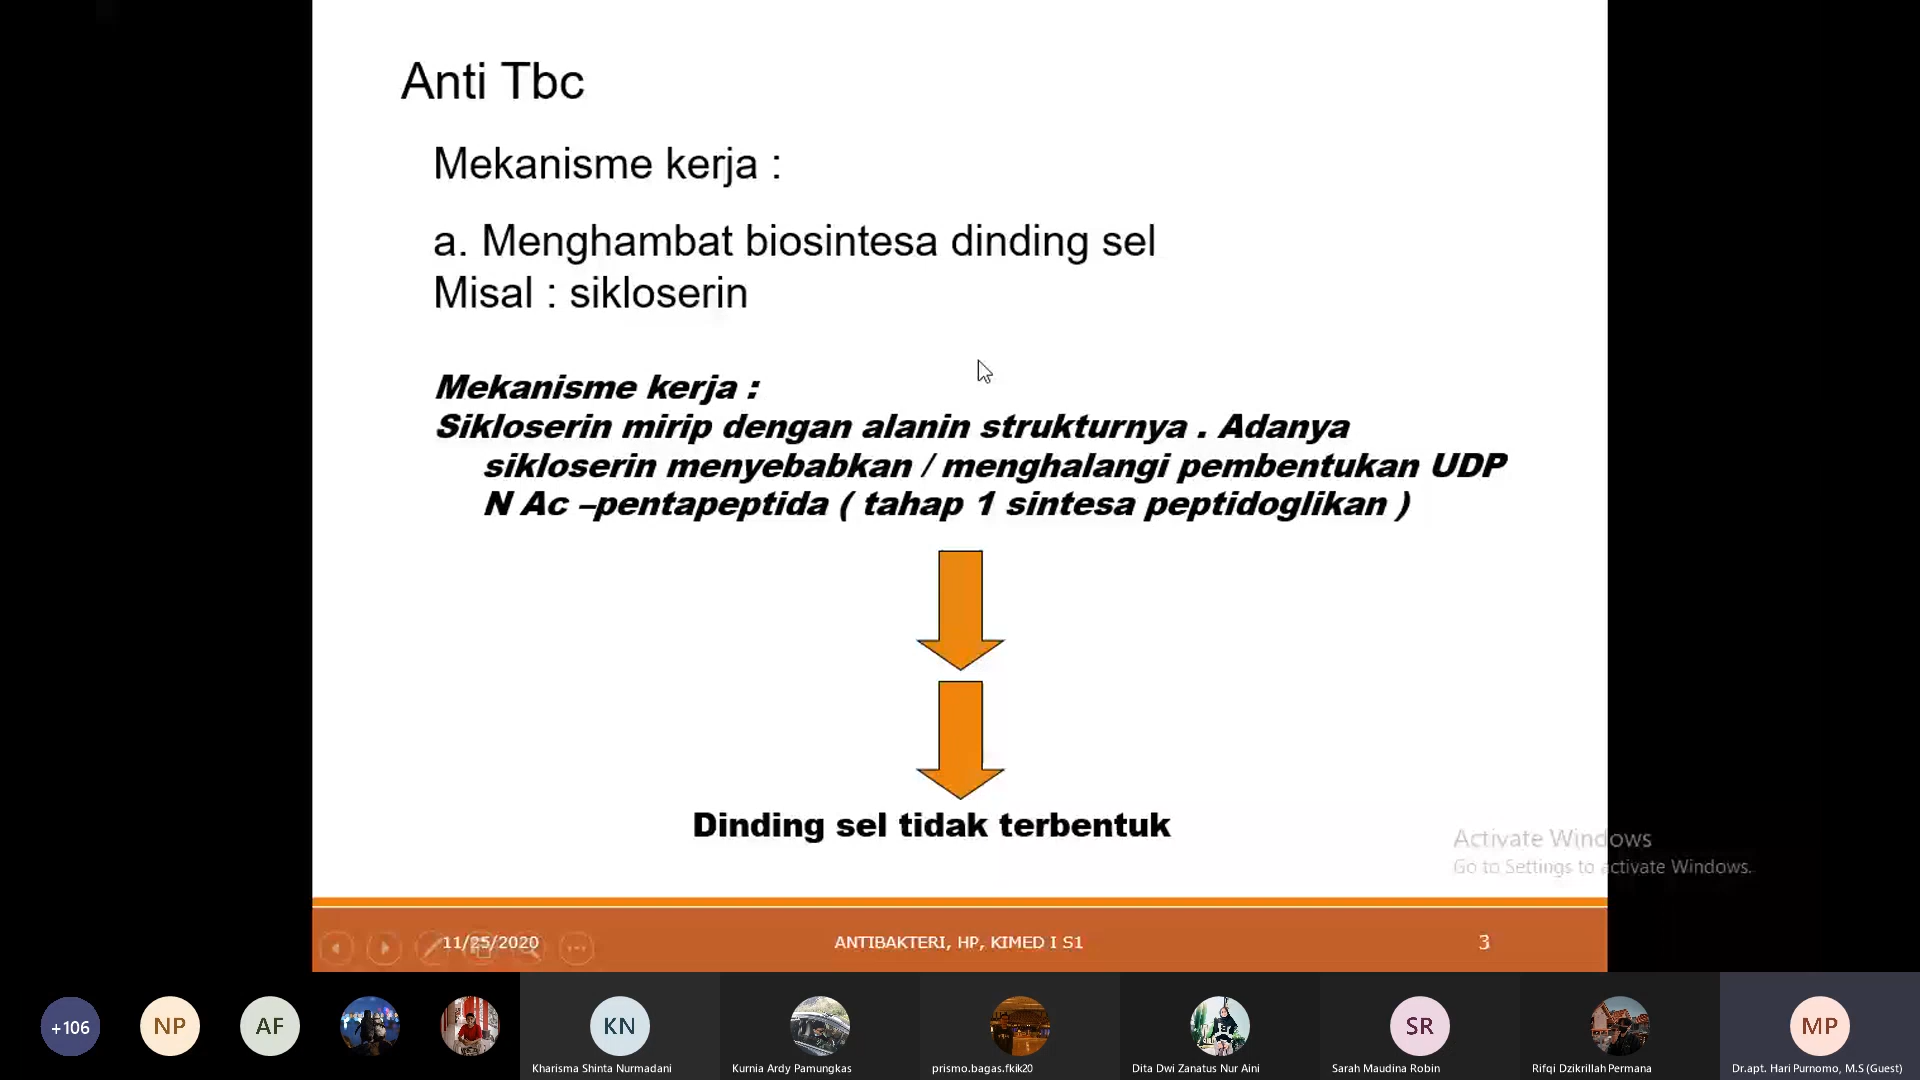 Anti Tbc
Mekanisme kerja :
a. Menghambat biosintesa dinding sel
Misal : sikloserin
Mekanisme kerja :
Sikloserin mirip dengan alanin strukturnya . Adanya
sikloserin menyebabkan / menghalangi pembentukan UDP
N Ac –pentapeptida ( tahap 1 sintesa peptidoglikan )
Dinding sel tidak terbentuk
Activate Windows
Go to Settings to activate Windows.
11/25/2020
ANTIBAKTERI, HP, KIMED I S1
3
+106
NP
AF
KN
SR
MP
Kharisma Shinta Nurmadani
Kurnia Ardy Pamungkas
prismo.bagas.fkik20
Dita Dwi Zanatus Nur Aini
Sarah Maudina Robin
Rifqi Dzikrillah Permana
Dr.apt. Hari Purnomo, M.S (Guest)